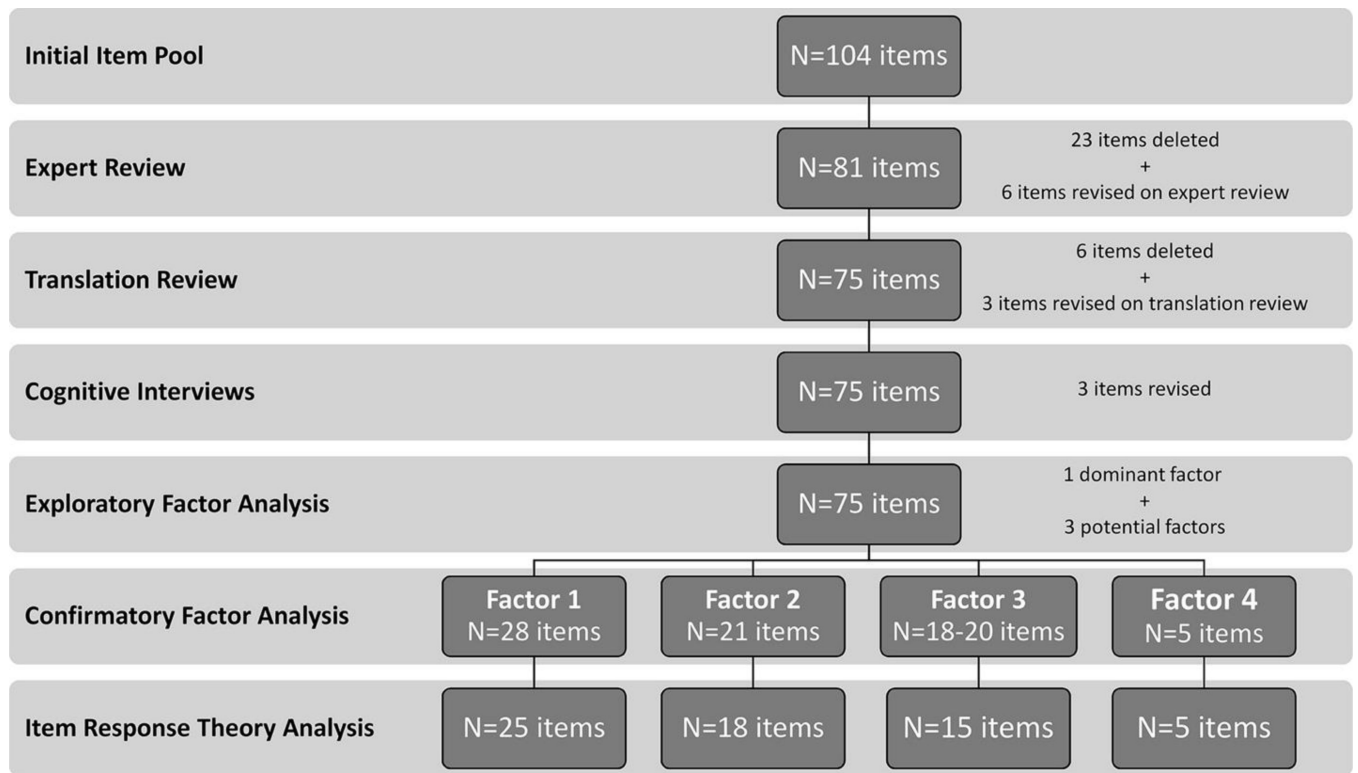 Initial Item Pool
N=104 items
Expert Review
N=81 items
23 items deleted
+
6 items revised on expert review
Translation Review
N=75 items
6 items deleted
+
3 items revised on translation review
Cognitive Interviews
N=75 items
3 items revised
Exploratory Factor Analysis
N=75 items
1 dominant factor
+
3 potential factors
Confirmatory Factor Analysis
Factor 1
N=28 items
Factor 2
N=21 items
Factor 3
N=18-20 items
Factor 4
N=5 items
Item Response Theory Analysis
N=25 items
N=18 items
N=15 items
N=5 items